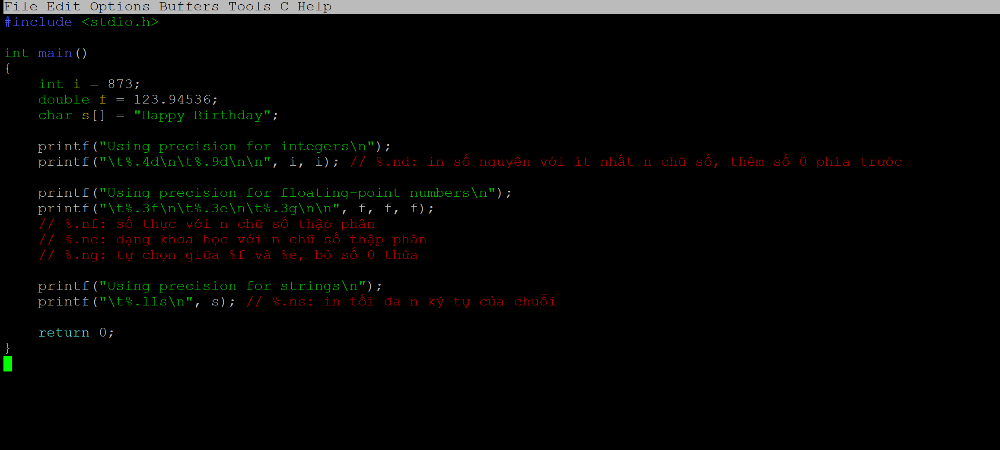 File Edit Options Buffers Tools C Help
#include <stdio.h>
int main()
{
    int i = 873;
    double f = 123.94536;
    char s[] = "Happy Birthday";
    printf("Using precision for integers\n");
    printf("\t%.4d\n\t%.9d\n\n", i, i); // %.nd: in số nguyên với ít nhất n chữ số, thêm số 0 phía trước
    printf("Using precision for floating-point numbers\n");
    printf("\t%.3f\n\t%.3e\n\t%.3g\n\n", f, f, f);
    // %.nf: số thực với n chữ số thập phân
    // %.ne: dạng khoa học với n chữ số thập phân
    // %.ng: tự chọn giữa %f và %e, bỏ số 0 thừa
    printf("Using precision for strings\n");
    printf("\t%.11s\n", s); // %.ns: in tối đa n ký tự của chuỗi
    return 0;
}